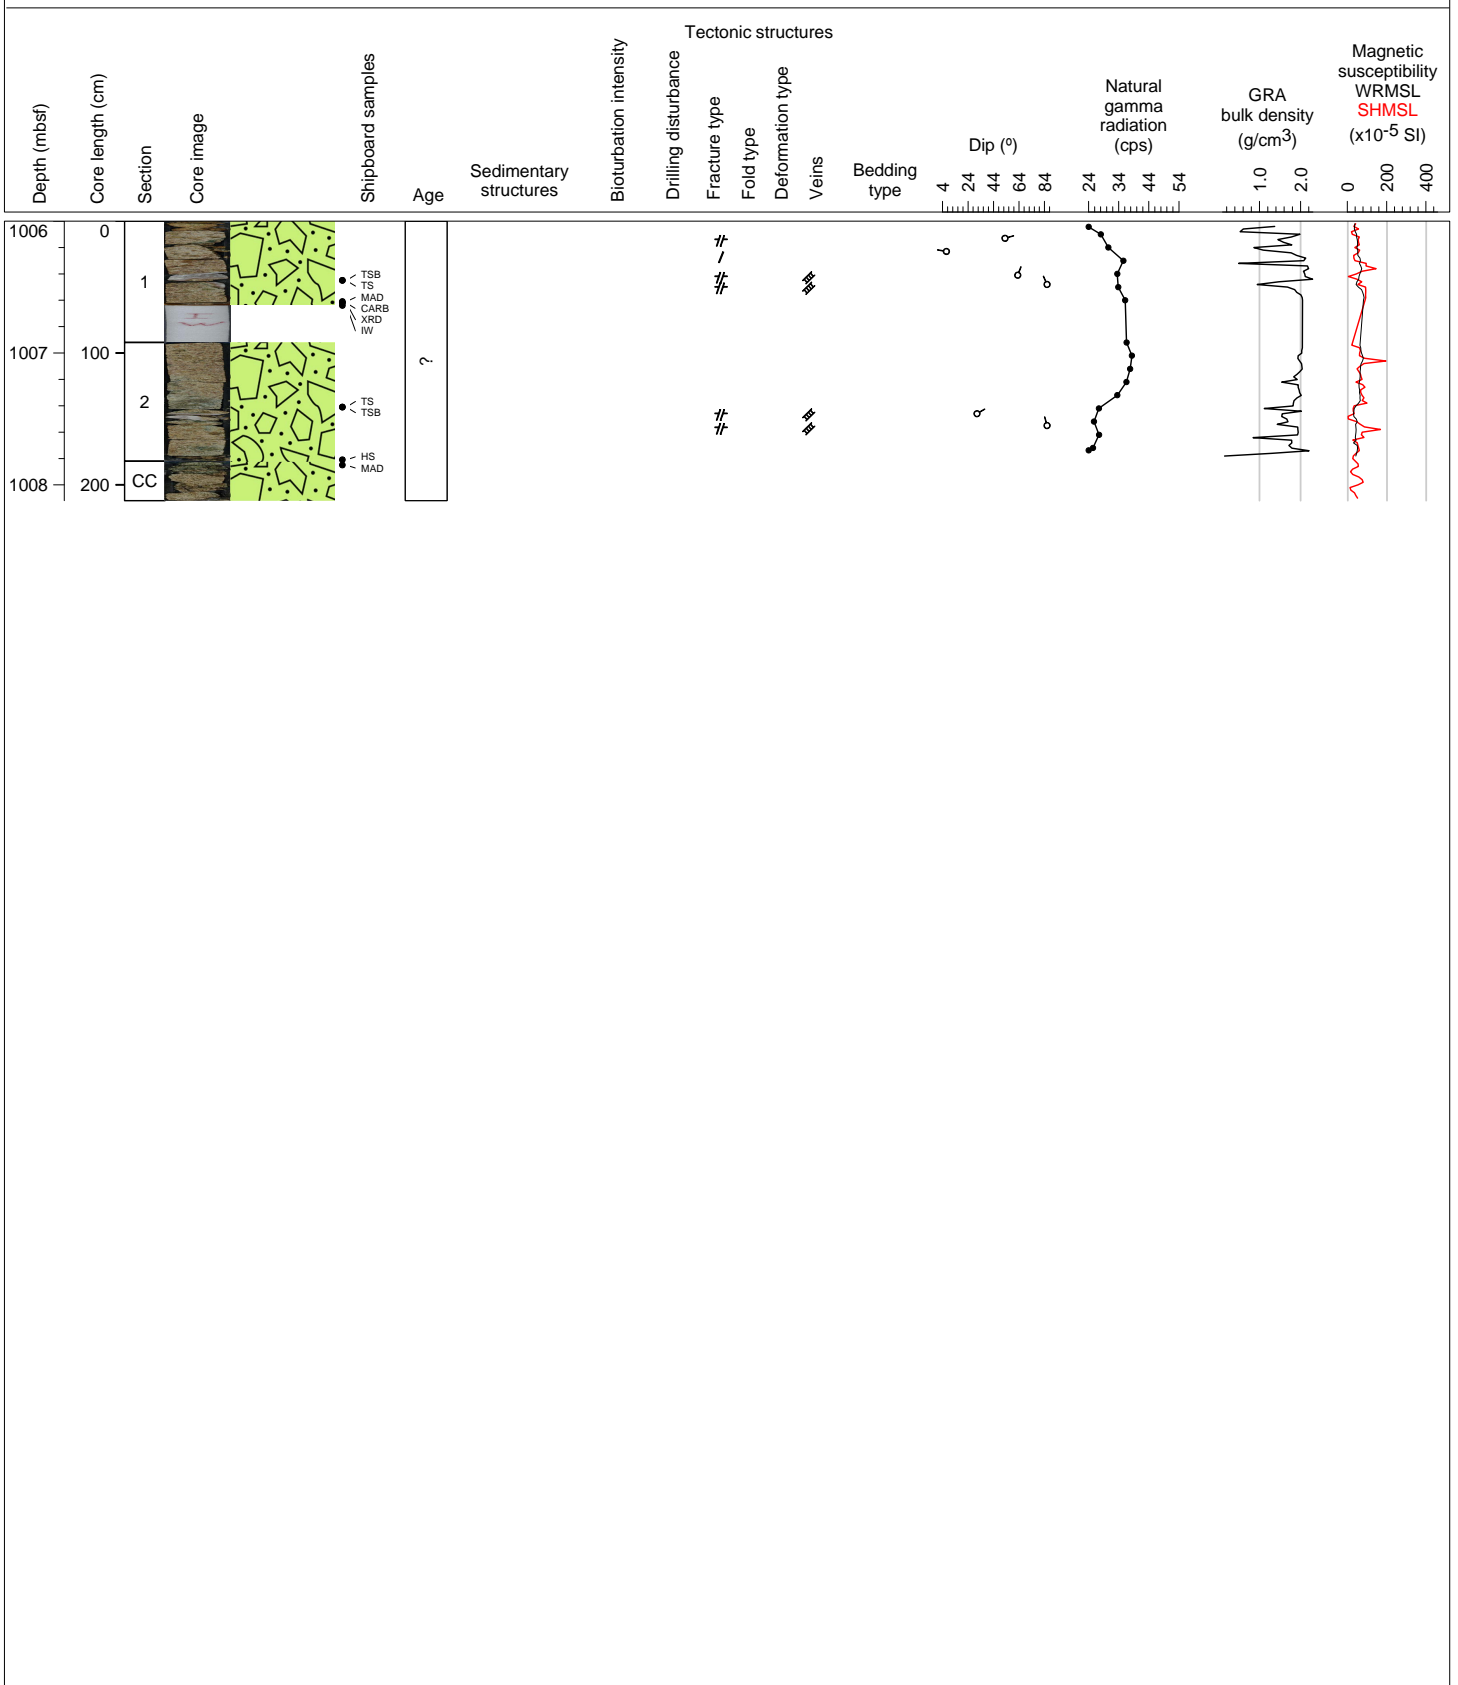 Tectonic structures
Depth (mbsf)
Core length (cm)
Section
Core image
Shipboard samples
Age
Sedimentary
structures
Bioturbation intensity
Drilling disturbance
Fracture type
Fold type
Deformation type
Veins
Bedding
type
Dip (º)
4 24 44 64 84
Natural
gamma
radiation
(cps)
24 34 44 54
GRA
bulk density
(g/cm3)
1.0 2.0
Magnetic
susceptibility
WRMSL
SHMSL
(x10-5 SI)
0 200 400
1006
0
1
TSB
TS
MAD
CARB
XRD
IW
1007
100
?
2
TS
TSB
HS
MAD
1008
200
CC